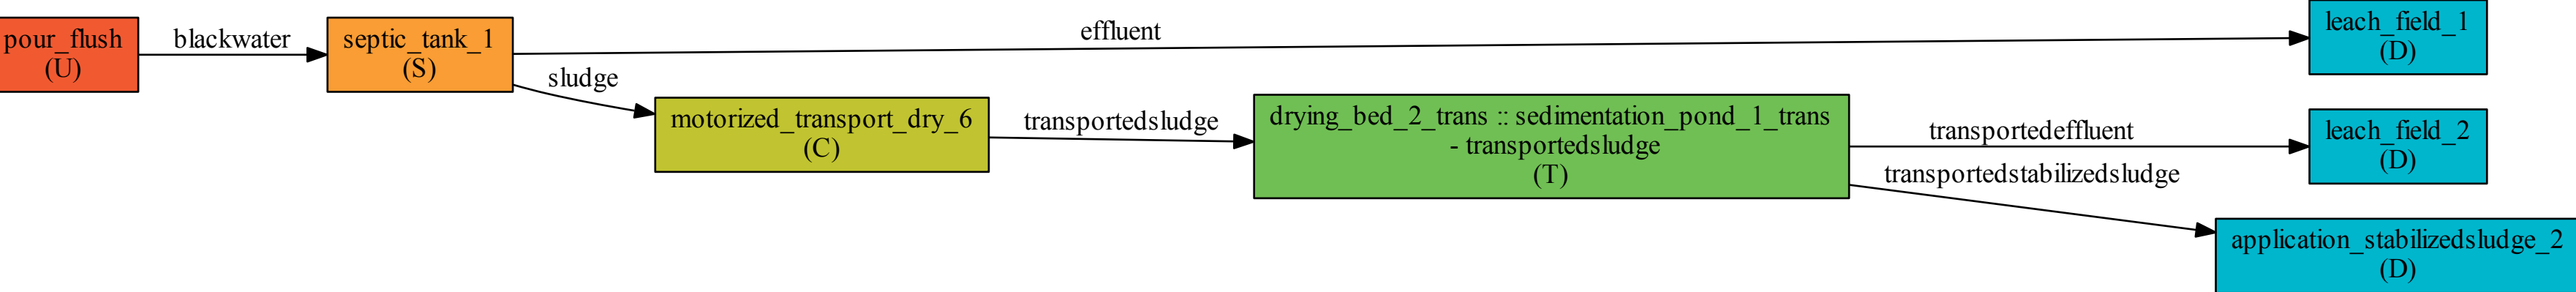 pour_flush
(U)
blackwater
septic_tank_1
(S)
effluent
leach_field_1
(D)
sludge
motorized_transport_dry_6
(C)
transportedsludge
drying_bed_2_trans :: sedimentation_pond_1_trans
- transportedsludge
(T)
transportedeffluent
leach_field_2
(D)
transportedstabilizedsludge
application_stabilizedsludge_2
(D)